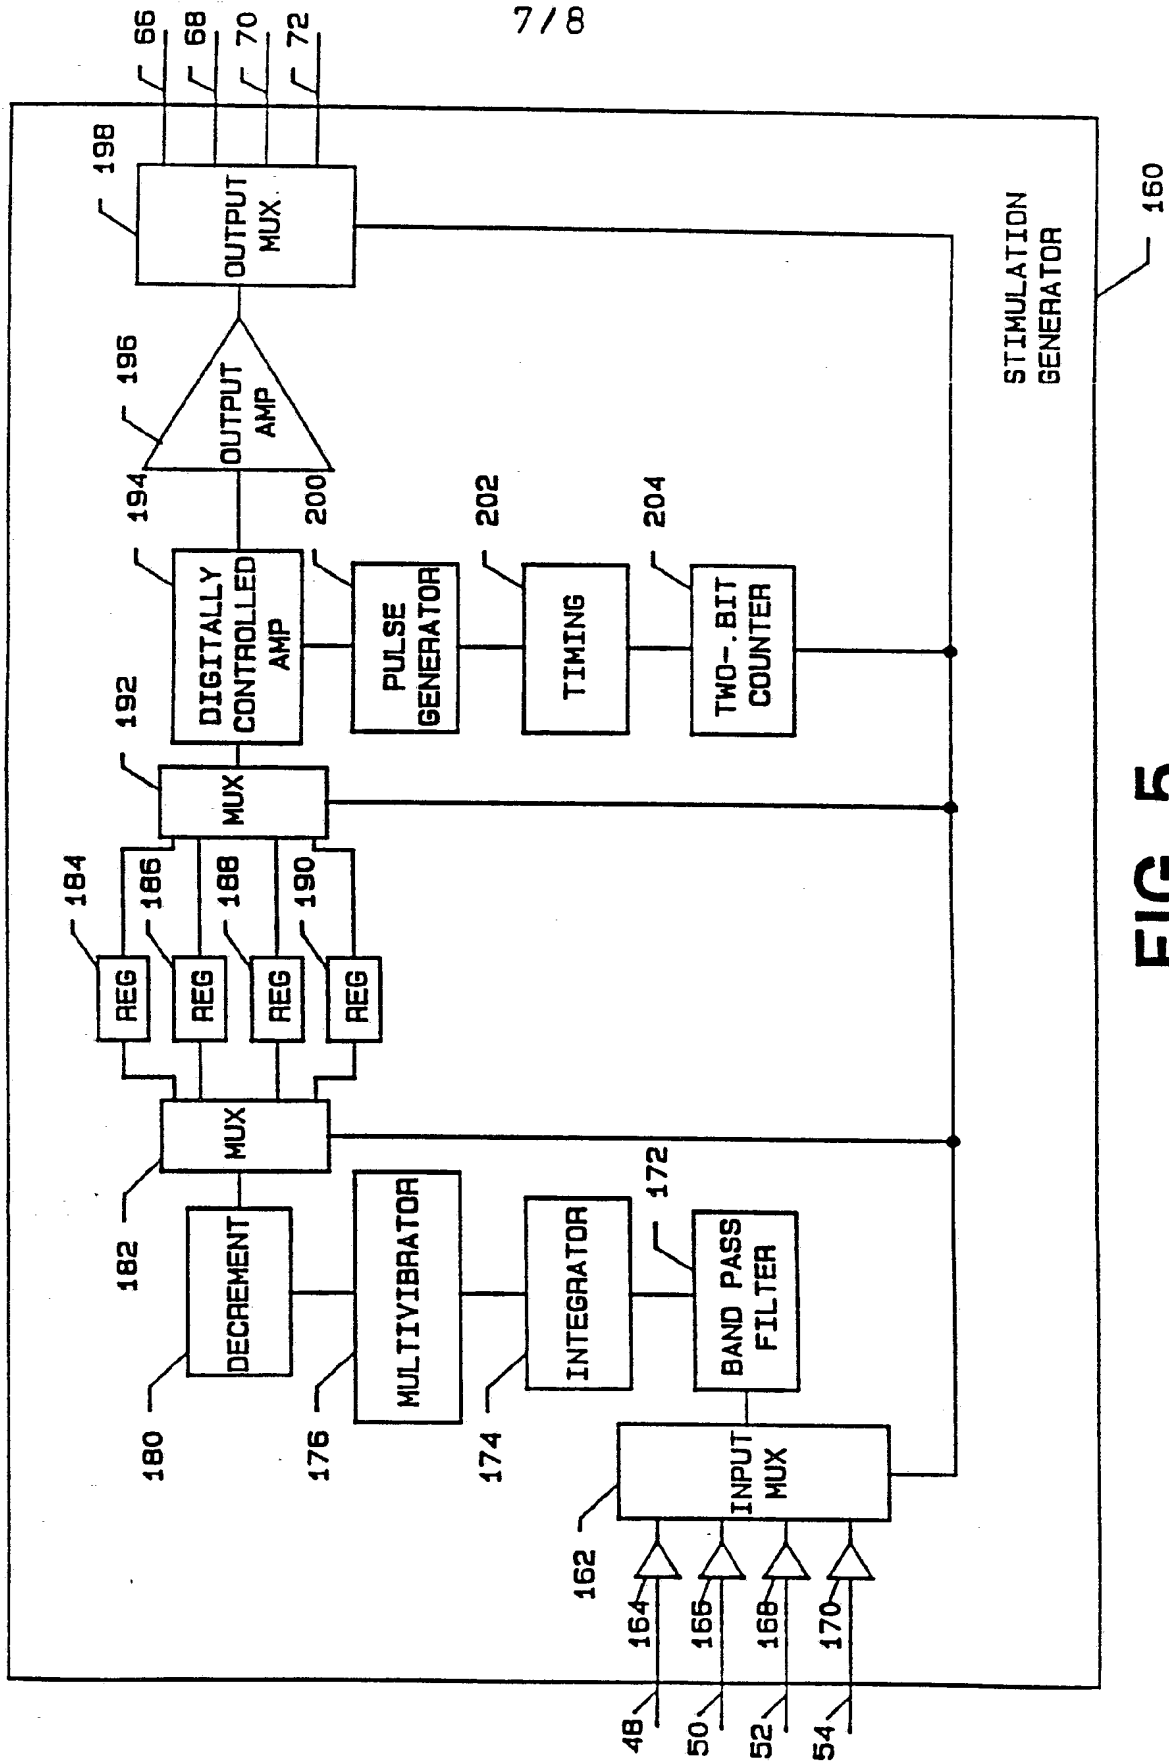 7/8
66
68
70
72
198
OUTPUT
MUX.
196
OUTPUT
AMP
194
DIGITALLY
CONTROLLED
AMP
200
PULSE
GENERATOR
202
TIMING
204
TWO-.BIT
COUNTER
192
MUX
184
REG
186
REG
188
REG
190
REG
182
MUX
180
DECREMENT
176
MULTIVIBRATOR
174
INTEGRATOR
172
BAND PASS
FILTER
162
INPUT
MUX
164
166
168
170
48
50
52
54
STIMULATION
GENERATOR
160
FIG 5